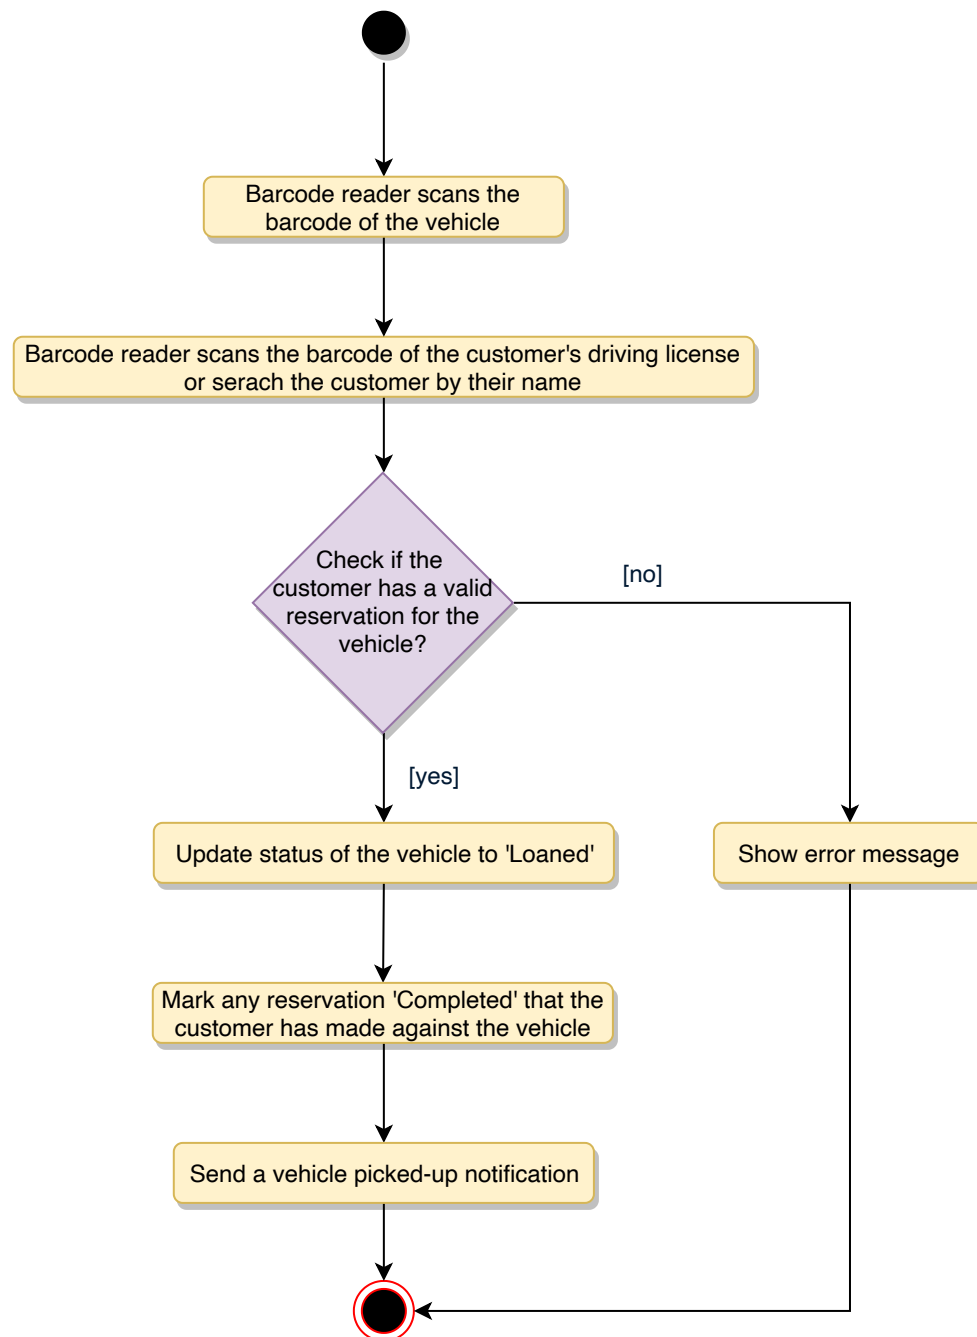 Barcode reader scans the
barcode of the vehicle
Barcode reader scans the barcode of the customer's driving license
or serach the customer by their name
Check if the
customer has a valid
reservation for the
vehicle?
[no]
[yes]
Update status of the vehicle to 'Loaned'
Show error message
Mark any reservation 'Completed' that the
customer has made against the vehicle
Send a vehicle picked-up notification